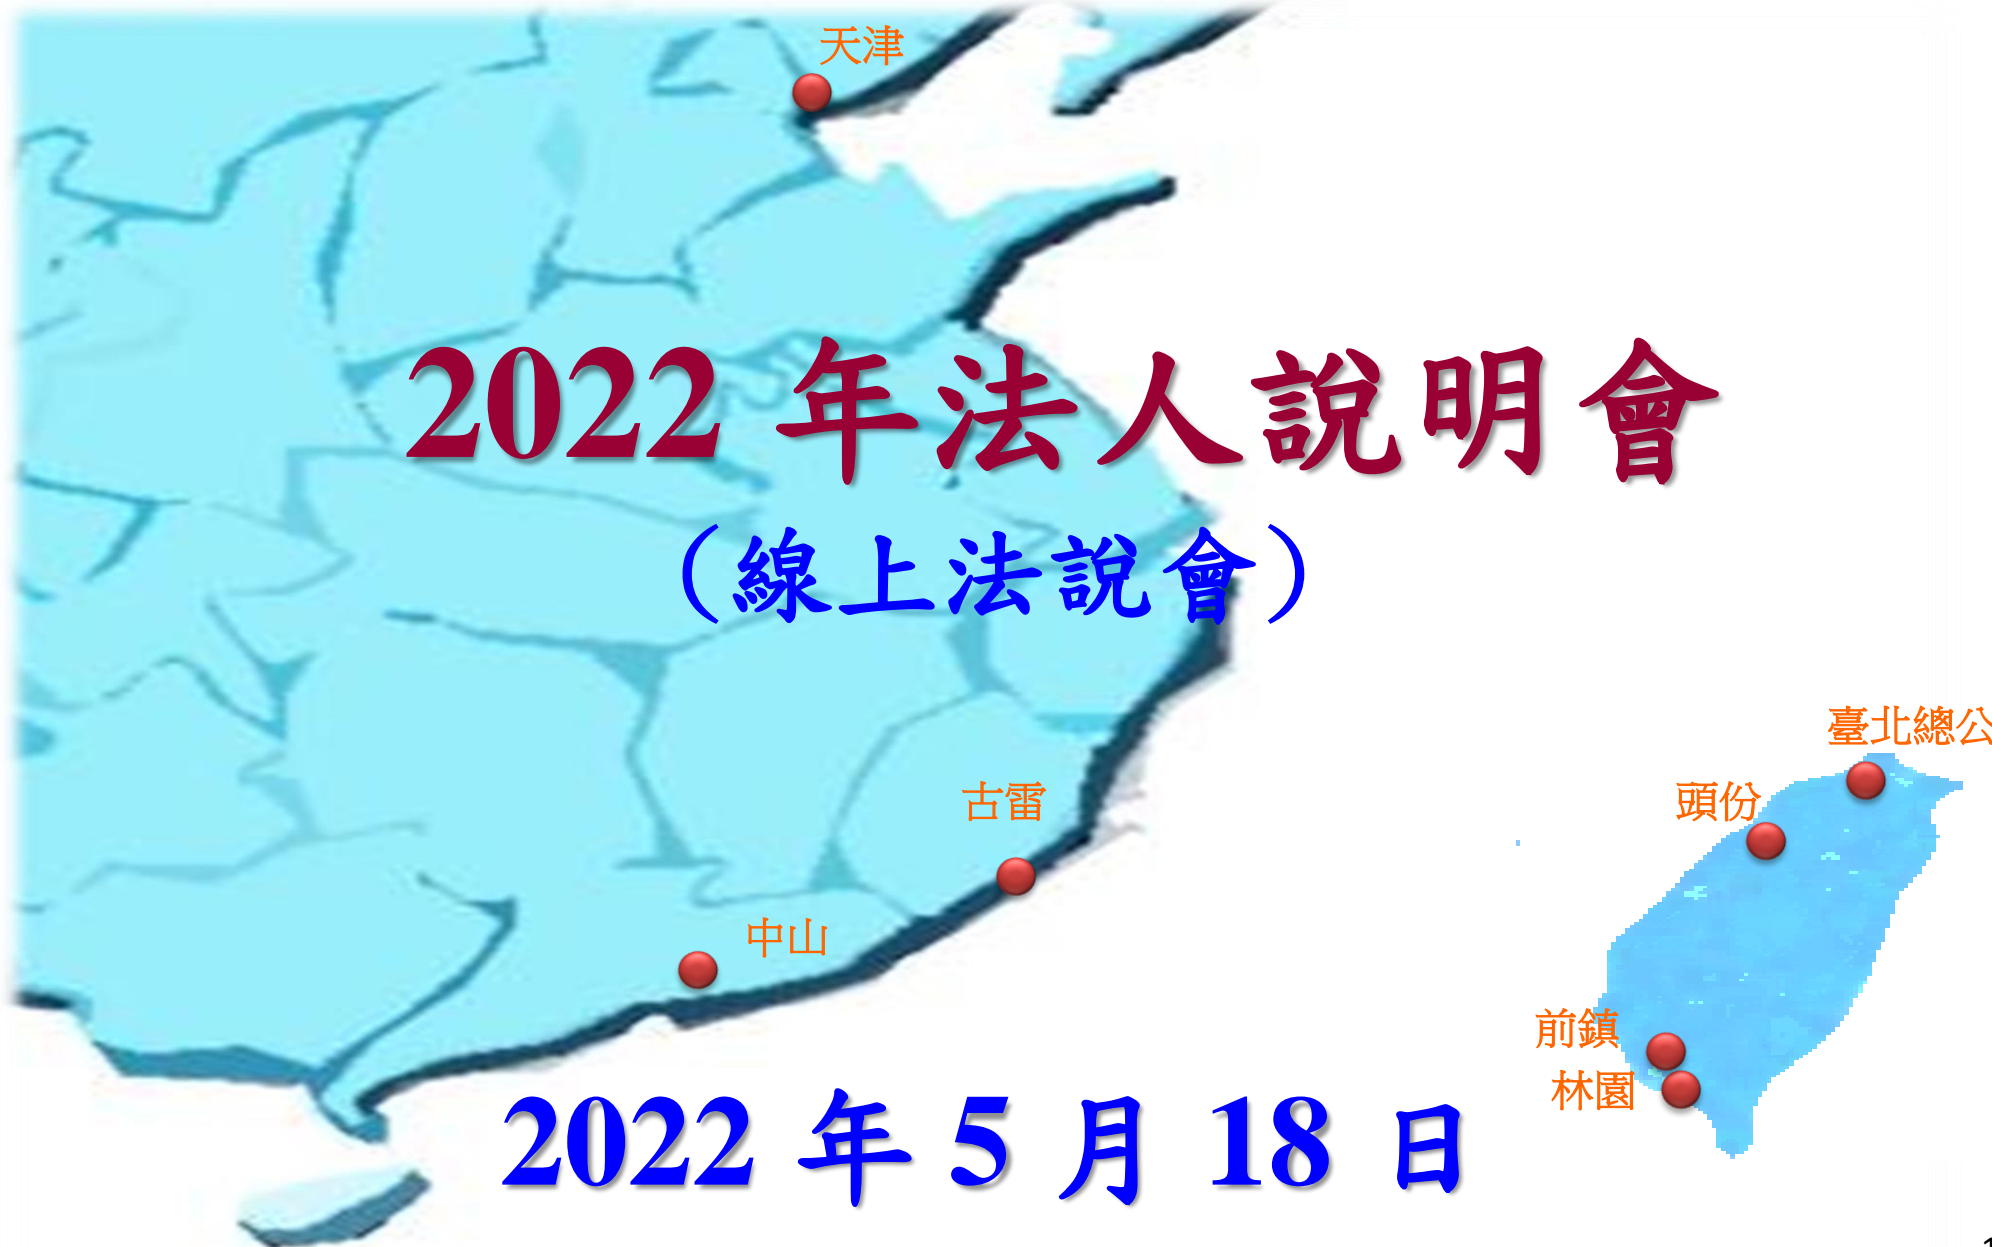 天津
2022 年法人說明會
(線上法說會)
臺北總公
頭份
古雷
中山
前鎮
林園
2022 年 5 月 18 日